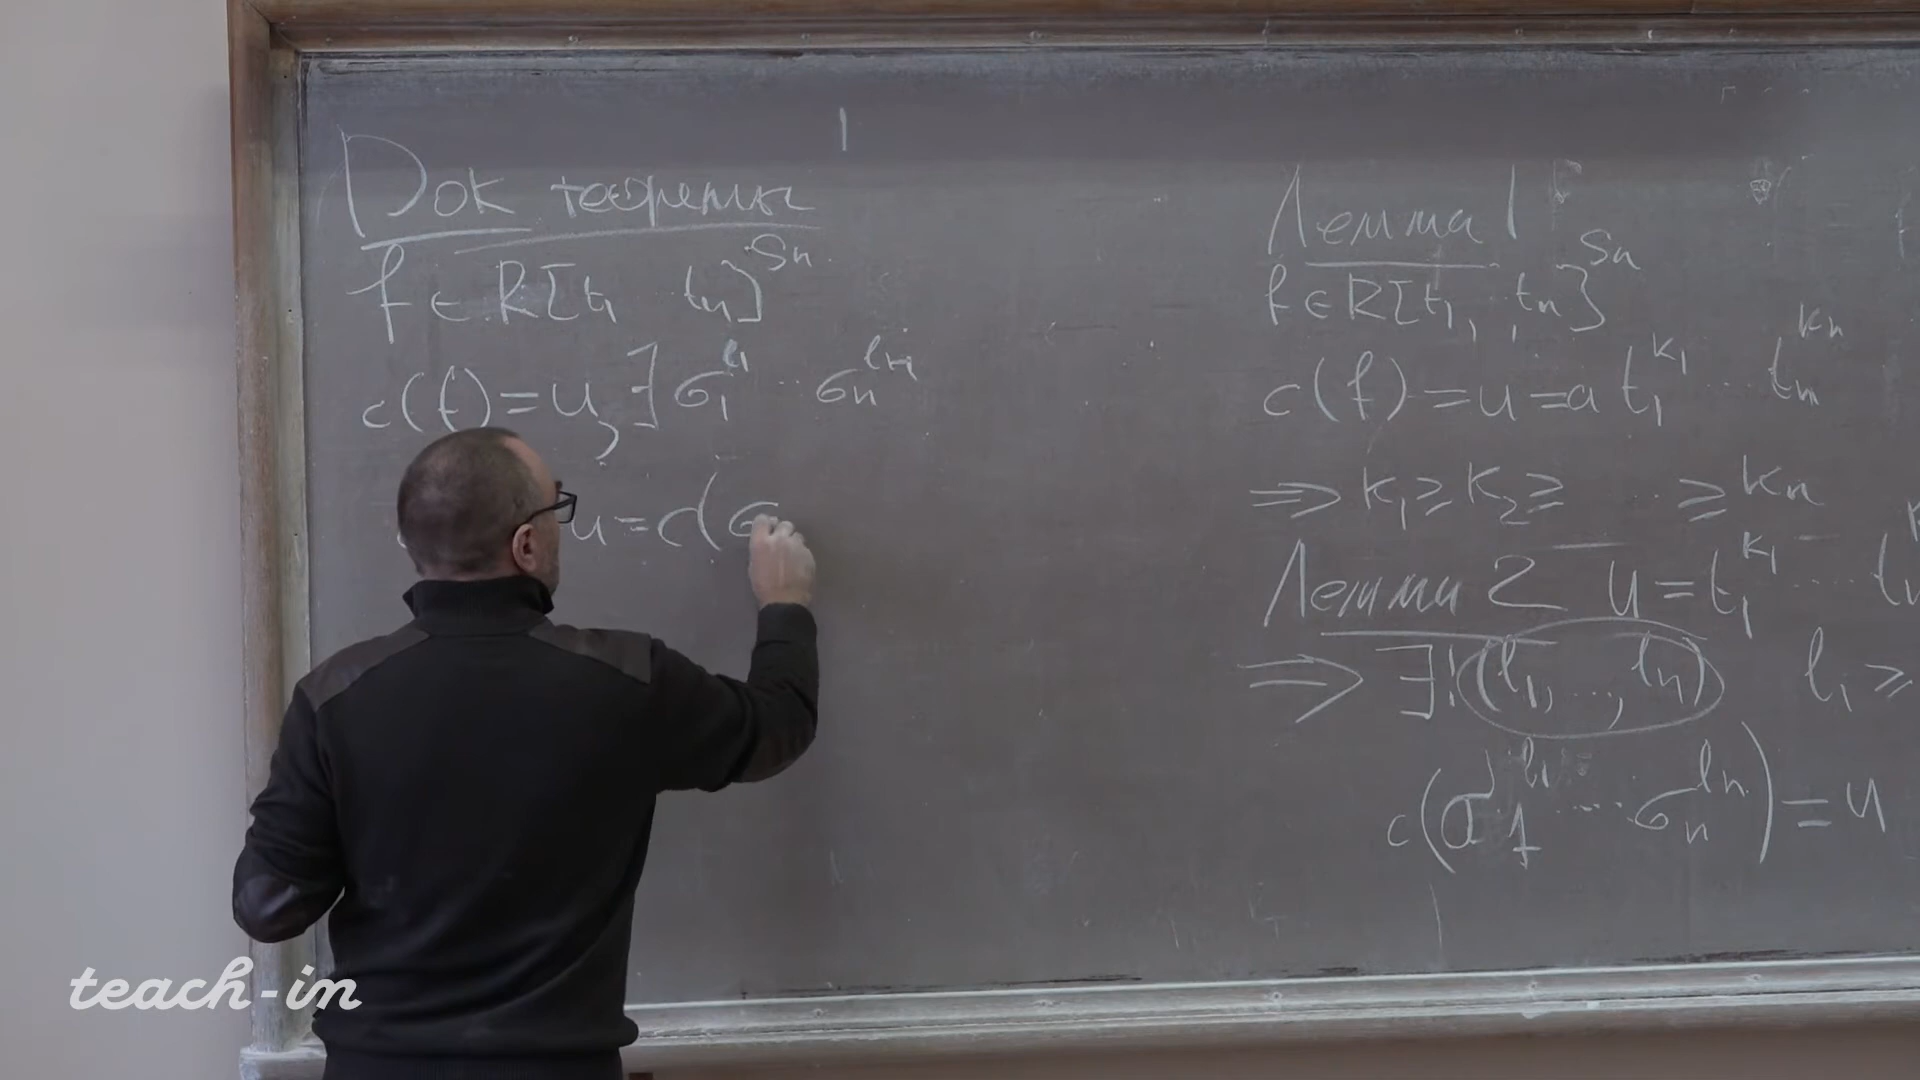 Док теоремы
f ∈ R[t₁ tₙ]^Sₙ
c(f) = u, ∃ σ₁^l₁ ... σₙ^lₙ
u = c(σ
Лемма 1
f ∈ R[t₁, , tₙ]^Sₙ
c(f) = u = a t₁^k₁ ... tₙ^kₙ
⇒ k₁ ≥ k₂ ≥ ... ≥ kₙ
Лемма 2 u = t₁^k₁ ...
⇒ ∃! (l₁, ..., lₙ) lᵢ ≥
c(σ₁^l₁ ... σₙ^lₙ) = u
teach-in